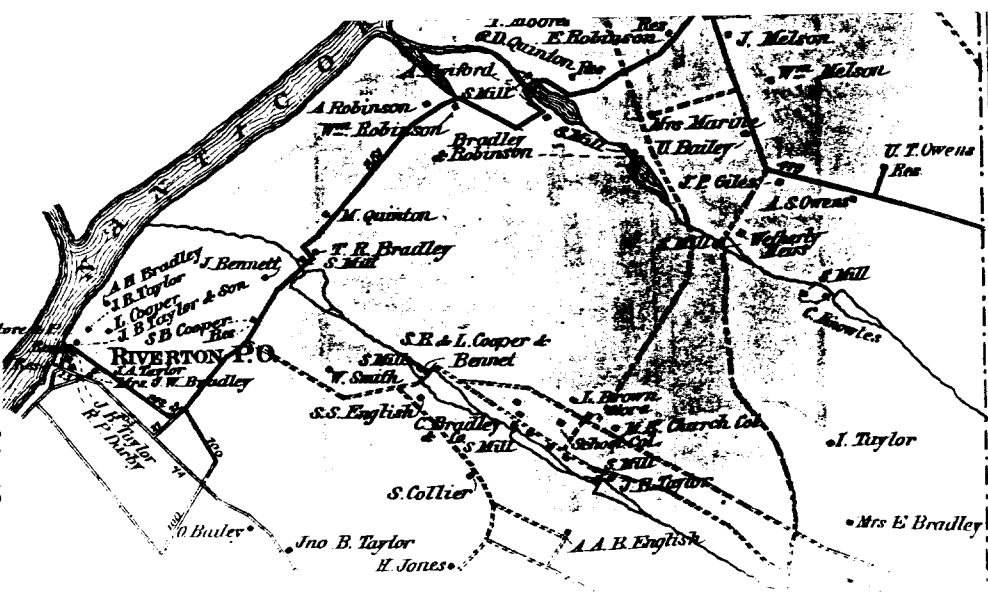 E. Robinson
Res
J. Melson
R.D. Quinton
Res
Wm Melson
S. Mill
A. Robinson
Wm Robinson
Bradley
& Robinson
S. Mill
Mrs Marine
U. Bailey
U. T. Owens
Res
J. P. Giles
A. S. Owens
M. Quinton
T. R. Bradley
S. Mill
S. Mill
S. Mill
C. Knowles
NANTICO
A H Bradley
J. B. Taylor
L Cooper
J. B Taylor & Son
S B Cooper
Res
J. Bennett
RIVERTON P.O.
J.A. Taylor
Mrs. J. W. Bradley
S. B & L. Cooper &
Bennet
S. Mill
W. Smith
S.S. English
C. Bradley
& Co
S. Mill
L. Brown
Store
M. E. Church Col.
School Col.
S. Mill
J. B. Taylor
I. Taylor
R P Darby
S. Collier
O. Bailey
Jno B. Taylor
H. Jones
A A B. English
Mrs E Bradley